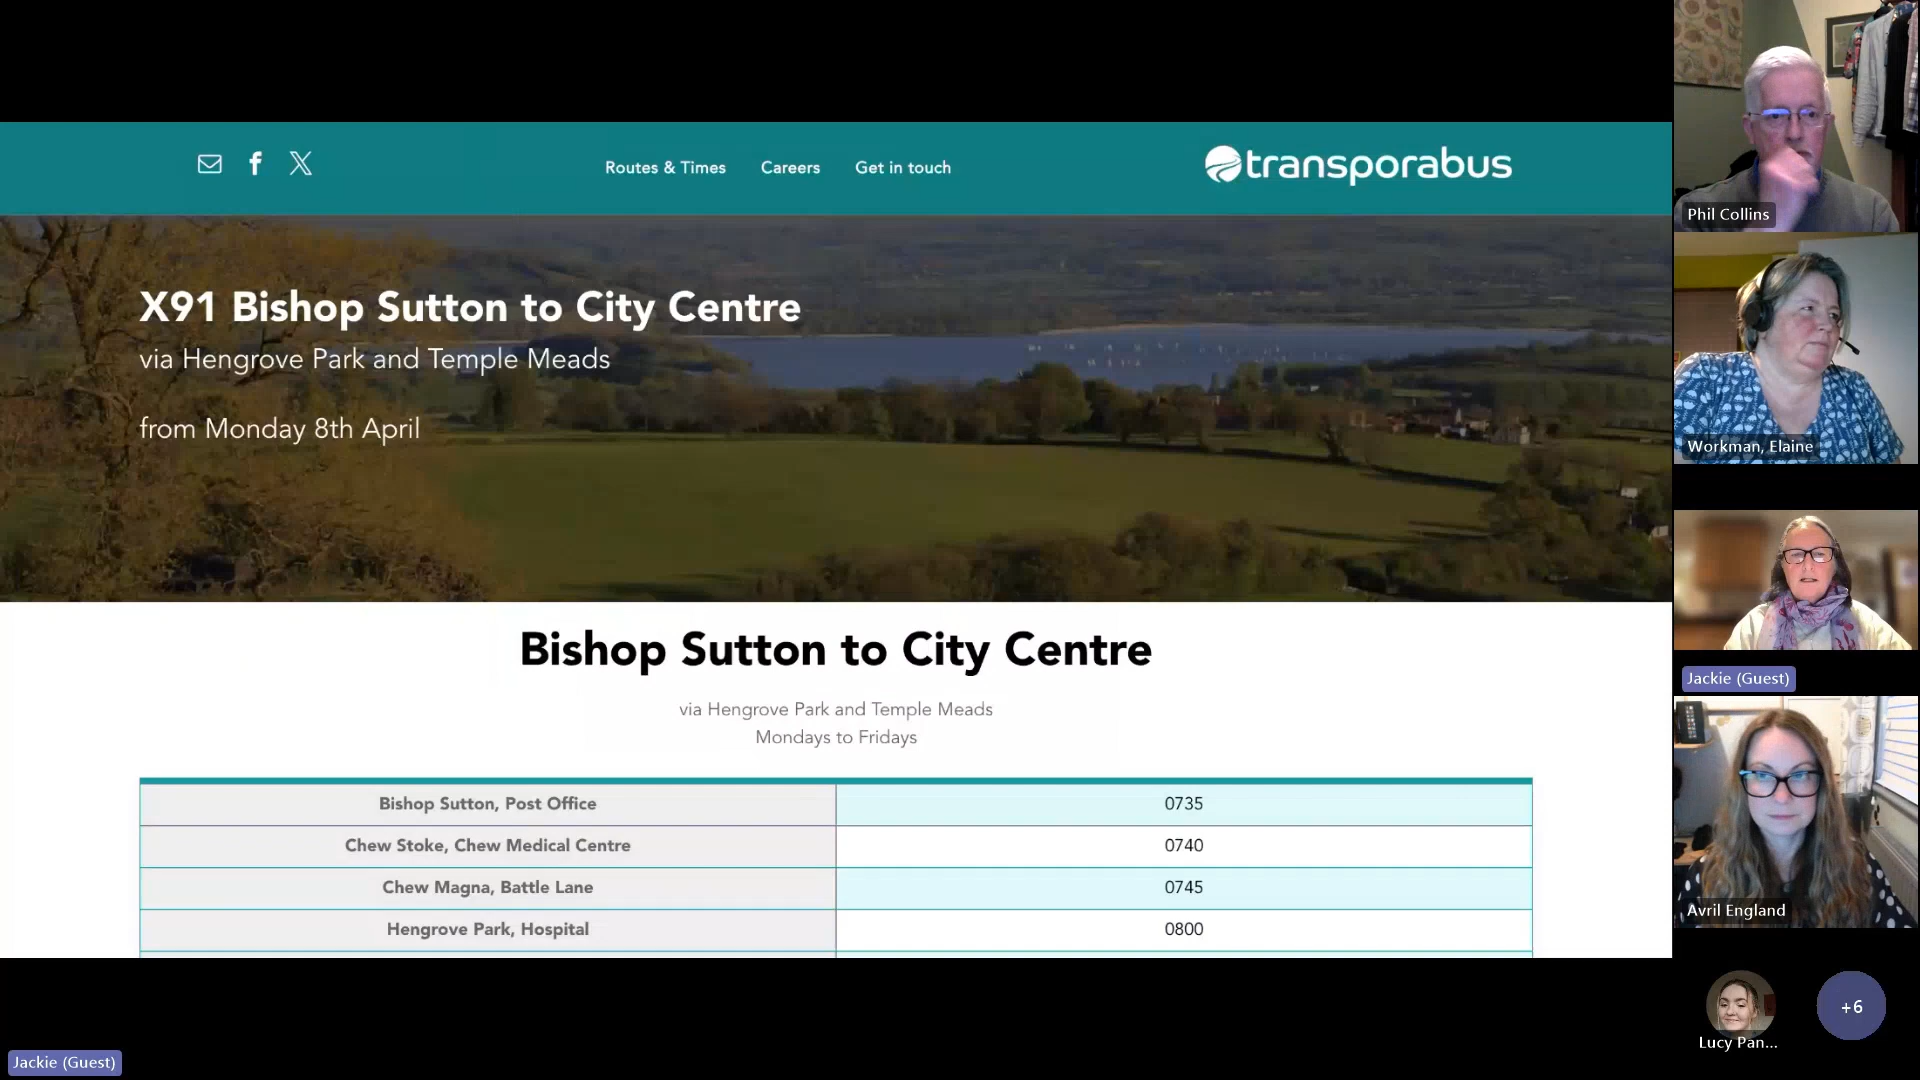 Routes & Times
Careers
Get in touch
transporabus
X91 Bishop Sutton to City Centre
via Hengrove Park and Temple Meads
from Monday 8th April
Bishop Sutton to City Centre
via Hengrove Park and Temple Meads
Mondays to Fridays
Bishop Sutton, Post Office 0735
Chew Stoke, Chew Medical Centre 0740
Chew Magna, Battle Lane 0745
Hengrove Park, Hospital 0800
Phil Collins
Workman, Elaine
Jackie (Guest)
Avril England
Lucy Pan...
+6
Jackie (Guest)